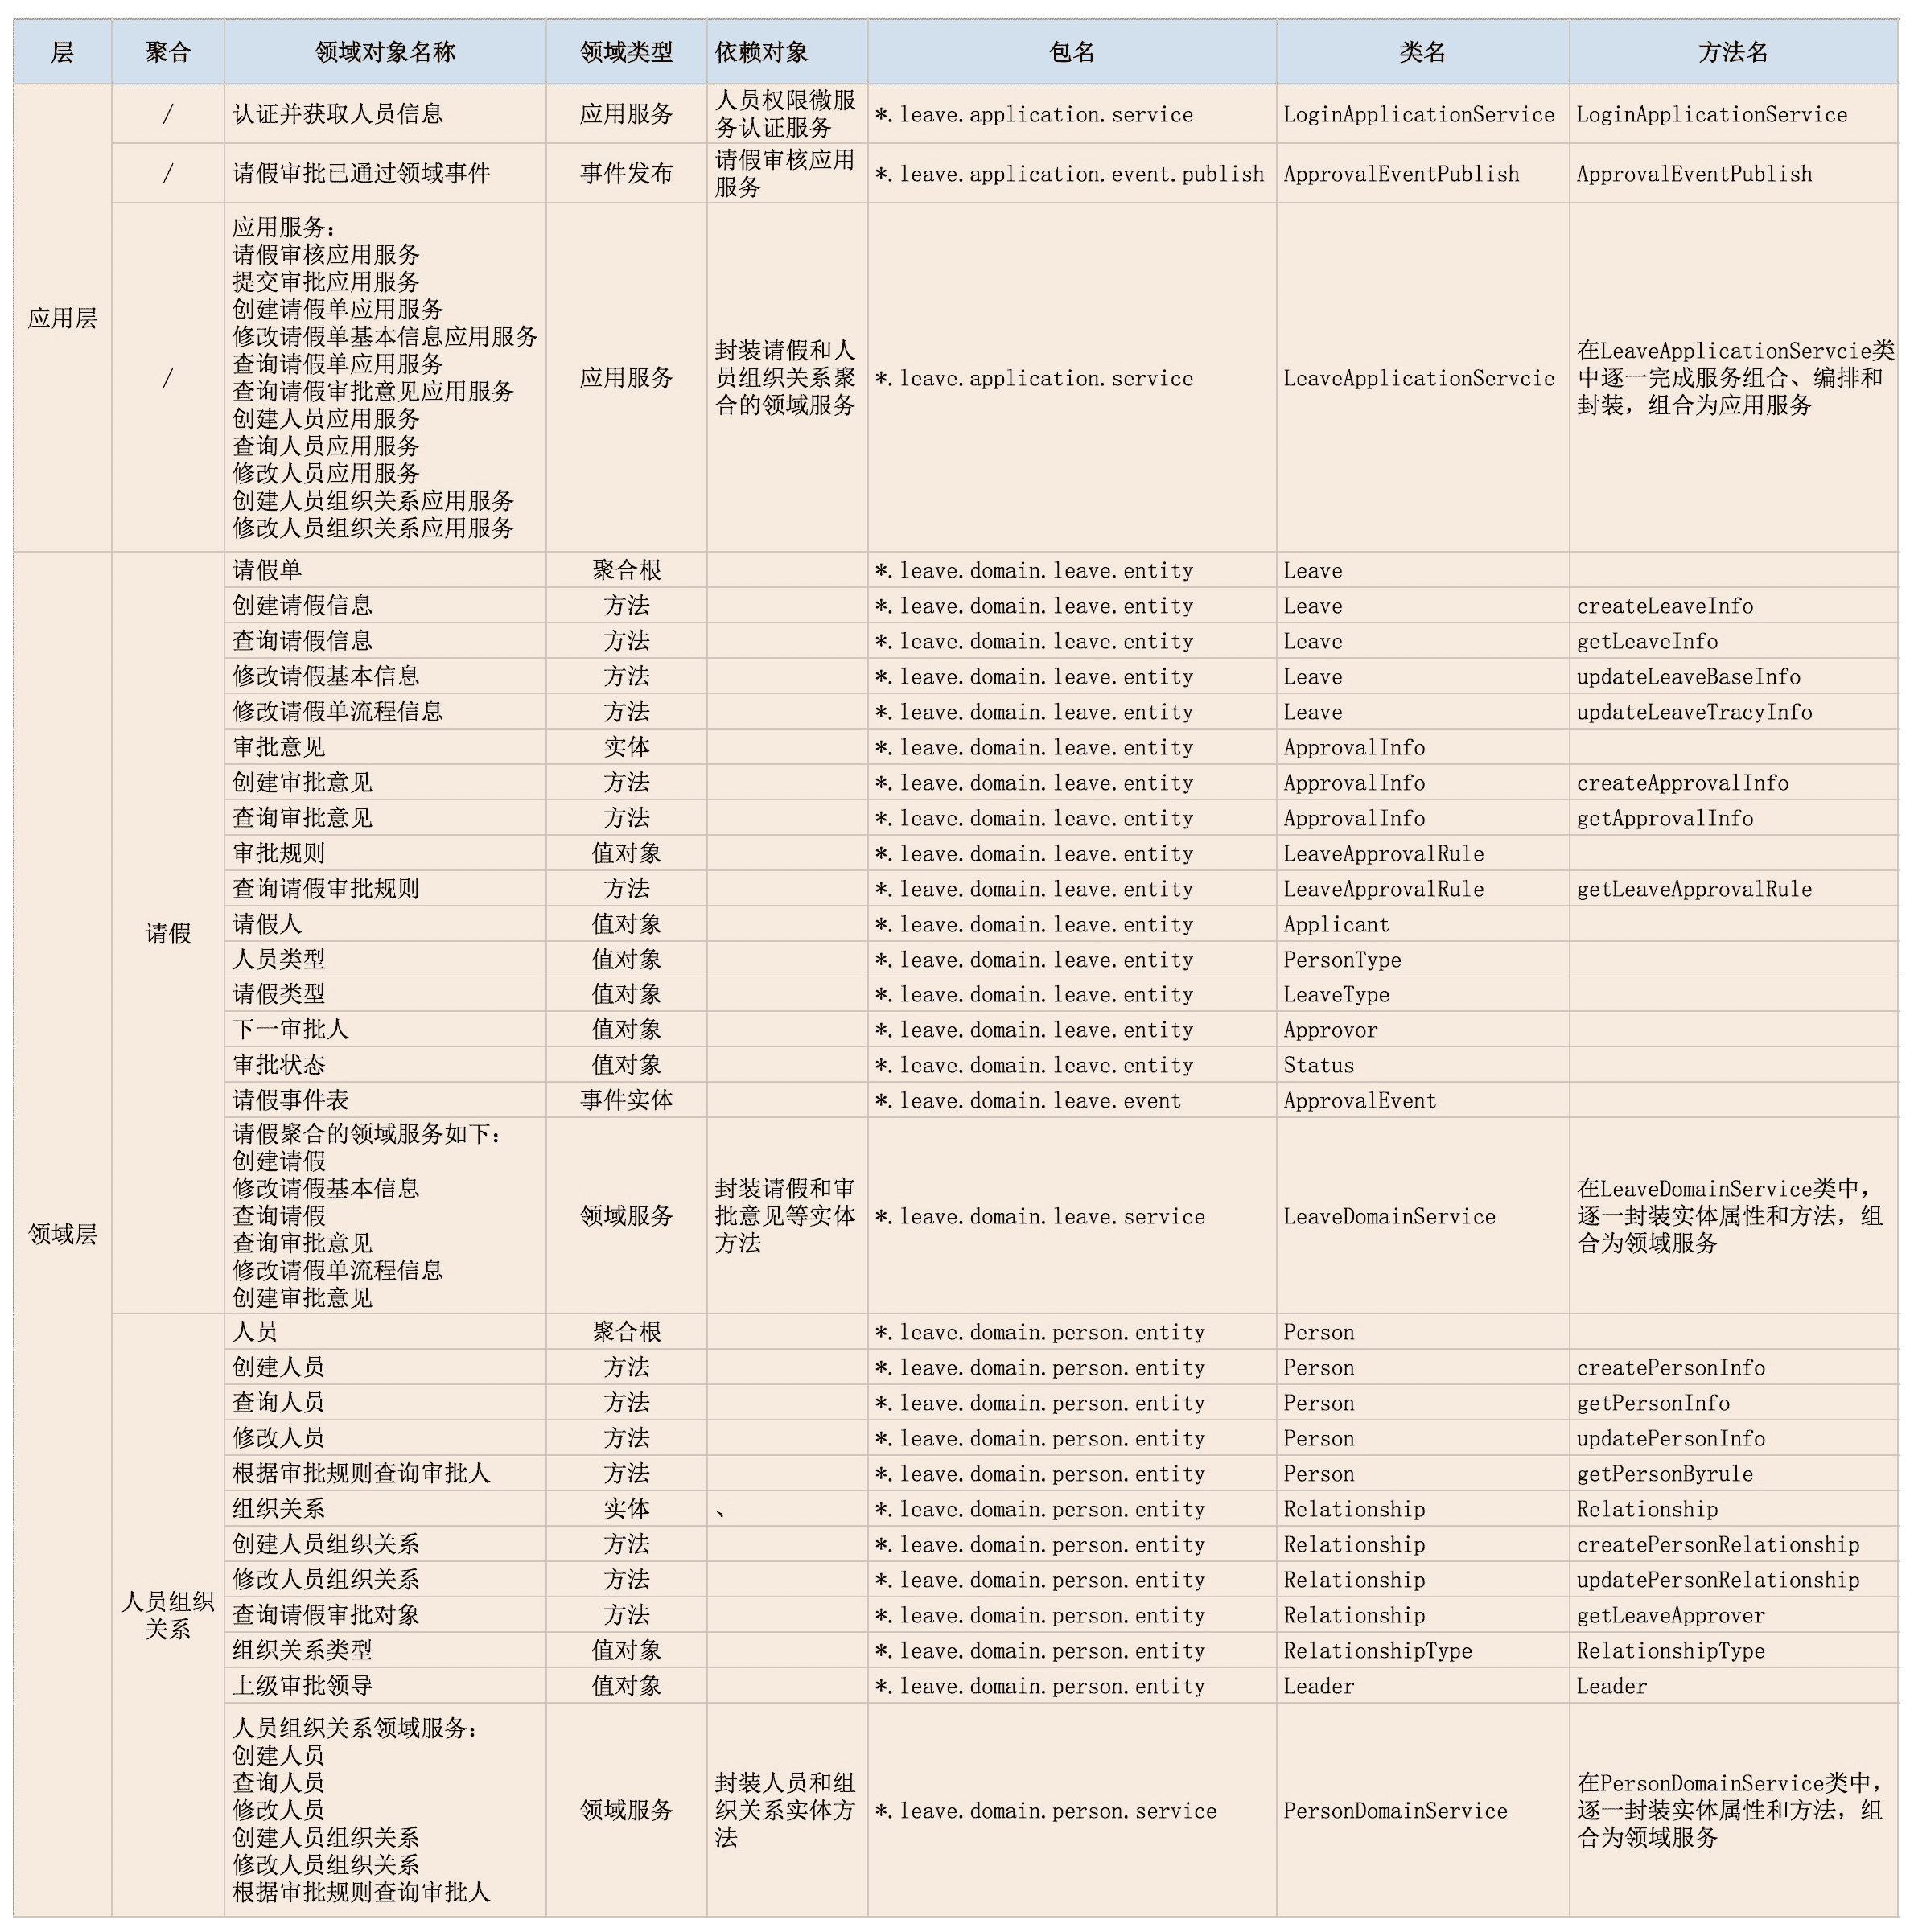 层 聚合 领域对象名称 领域类型 依赖对象 包名 类名 方法名
应用层
/ 认证并获取人员信息 应用服务 人员权限微服
务认证服务 *.leave.application.service LoginApplicationService LoginApplicationService
/ 请假审批已通过领域事件 事件发布 请假审核应用
服务 *.leave.application.event.publish ApprovalEventPublish ApprovalEventPublish
/
应用服务:
请假审核应用服务
提交审批应用服务
创建请假单应用服务
修改请假单基本信息应用服务
查询请假单应用服务
查询请假审批意见应用服务
创建人员应用服务
查询人员应用服务
修改人员应用服务
创建人员组织关系应用服务
修改人员组织关系应用服务
应用服务
封装请假和人
员组织关系聚
合的领域服务
*.leave.application.service
LeaveApplicationServcie
在LeaveApplicationServcie类
中逐一完成服务组合、编排和
封装，组合为应用服务
领域层
请假
请假单 聚合根 *.leave.domain.leave.entity Leave
创建请假信息 方法 *.leave.domain.leave.entity Leave createLeaveInfo
查询请假信息 方法 *.leave.domain.leave.entity Leave getLeaveInfo
修改请假基本信息 方法 *.leave.domain.leave.entity Leave updateLeaveBaseInfo
修改请假单流程信息 方法 *.leave.domain.leave.entity Leave updateLeaveTracyInfo
审批意见 实体 *.leave.domain.leave.entity ApprovalInfo
创建审批意见 方法 *.leave.domain.leave.entity ApprovalInfo createApprovalInfo
查询审批意见 方法 *.leave.domain.leave.entity ApprovalInfo getApprovalInfo
审批规则 值对象 *.leave.domain.leave.entity LeaveApprovalRule
查询请假审批规则 方法 *.leave.domain.leave.entity LeaveApprovalRule getLeaveApprovalRule
请假人 值对象 *.leave.domain.leave.entity Applicant
人员类型 值对象 *.leave.domain.leave.entity PersonType
请假类型 值对象 *.leave.domain.leave.entity LeaveType
下一审批人 值对象 *.leave.domain.leave.entity Approvor
审批状态 值对象 *.leave.domain.leave.entity Status
请假事件表 事件实体 *.leave.domain.leave.event ApprovalEvent
请假聚合的领域服务如下:
创建请假
修改请假基本信息
查询请假
查询审批意见
修改请假单流程信息
创建审批意见
领域服务
封装请假和审
批意见等实体
方法
*.leave.domain.leave.service
LeaveDomainService
在LeaveDomainService类中，
逐一封装实体属性和方法，组
合为领域服务
人员组织
关系
人员 聚合根 *.leave.domain.person.entity Person
创建人员 方法 *.leave.domain.person.entity Person createPersonInfo
查询人员 方法 *.leave.domain.person.entity Person getPersonInfo
修改人员 方法 *.leave.domain.person.entity Person updatePersonInfo
根据审批规则查询审批人 方法 *.leave.domain.person.entity Person getPersonByrule
组织关系 实体 、 *.leave.domain.person.entity Relationship Relationship
创建人员组织关系 方法 *.leave.domain.person.entity Relationship createPersonRelationship
修改人员组织关系 方法 *.leave.domain.person.entity Relationship updatePersonRelationship
查询请假审批对象 方法 *.leave.domain.person.entity Relationship getLeaveApprover
组织关系类型 值对象 *.leave.domain.person.entity RelationshipType RelationshipType
上级审批领导 值对象 *.leave.domain.person.entity Leader Leader
人员组织关系领域服务:
创建人员
查询人员
修改人员
创建人员组织关系
修改人员组织关系
根据审批规则查询审批人
领域服务
封装人员和组
织关系实体方
法
*.leave.domain.person.service
PersonDomainService
在PersonDomainService类中，
逐一封装实体属性和方法，组
合为领域服务